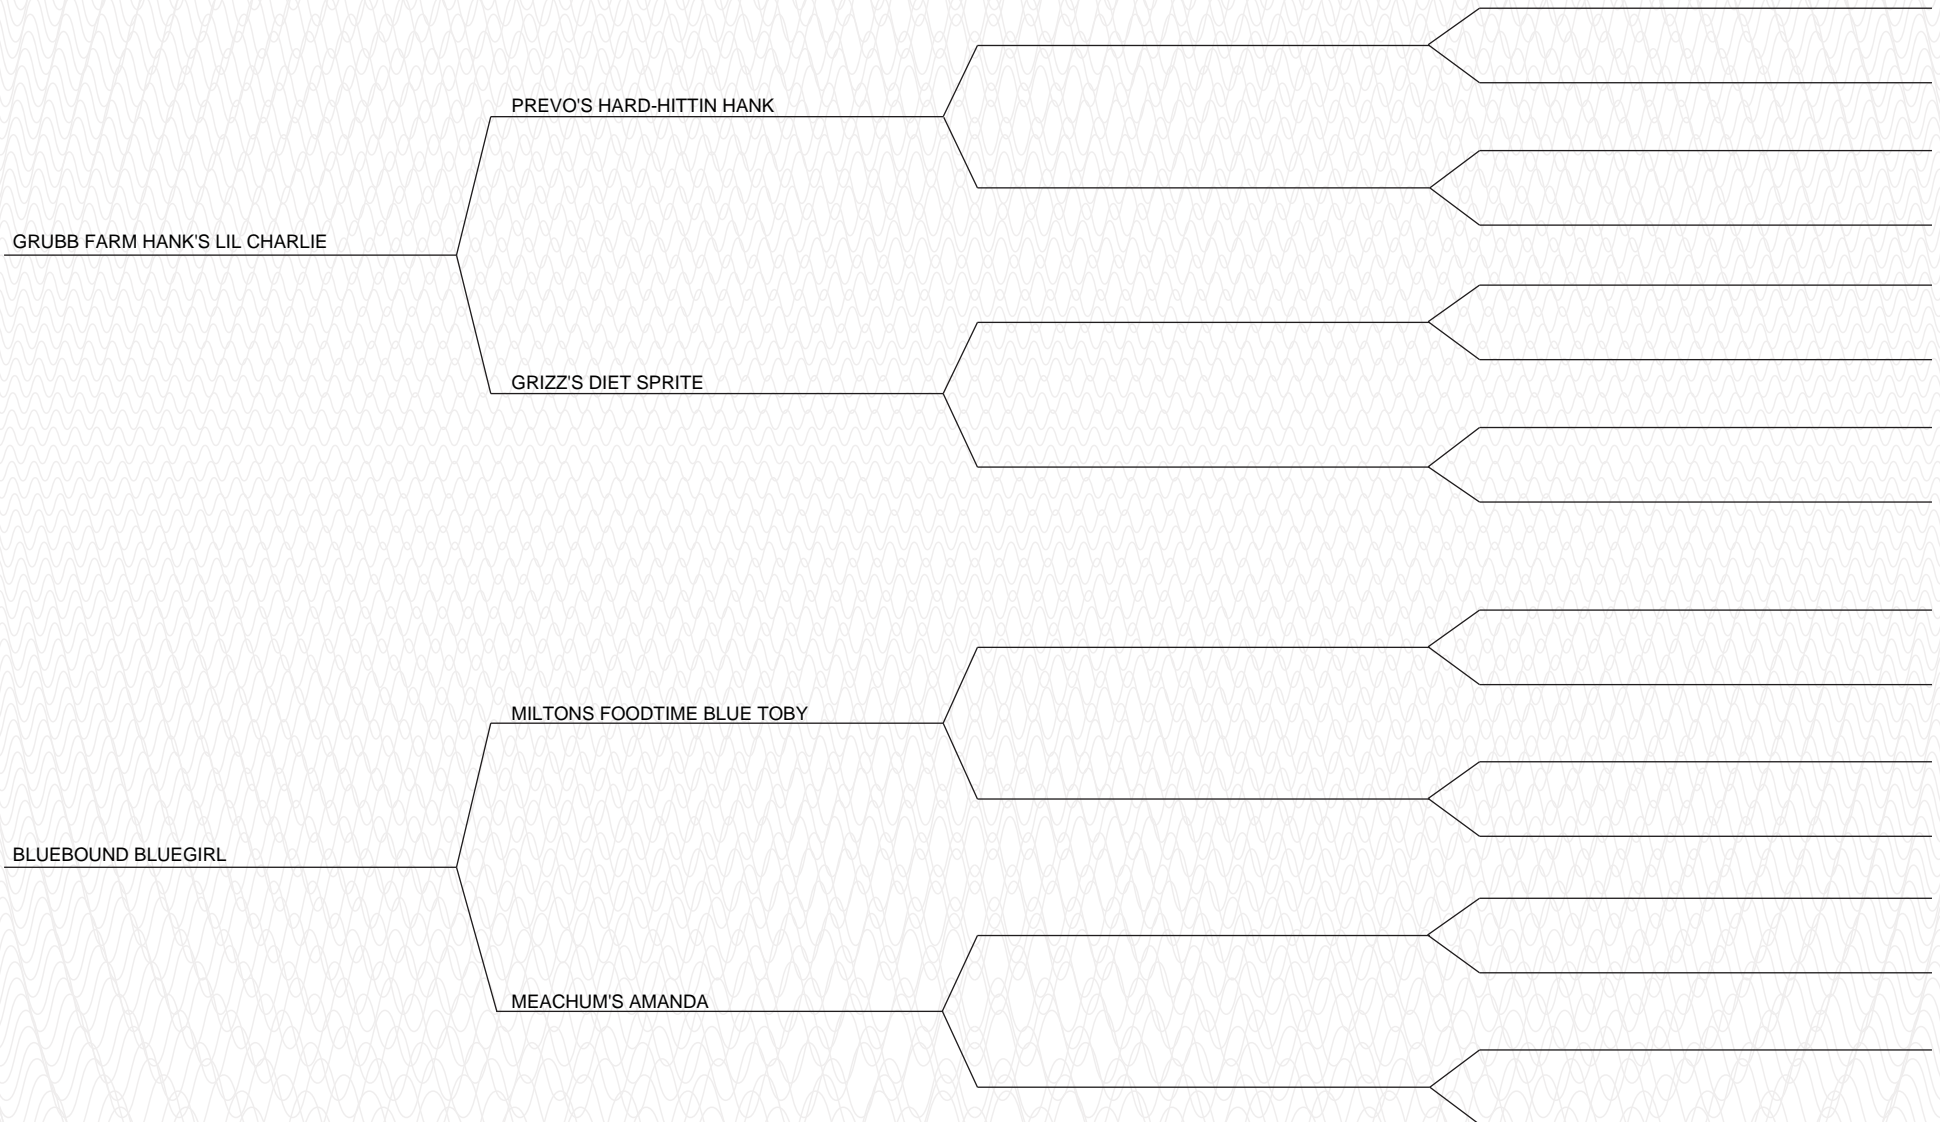 PREVO'S HARD-HITTIN HANK
GRUBB FARM HANK'S LIL CHARLIE
GRIZZ'S DIET SPRITE
MILTONS FOODTIME BLUE TOBY
BLUEBOUND BLUEGIRL
MEACHUM'S AMANDA